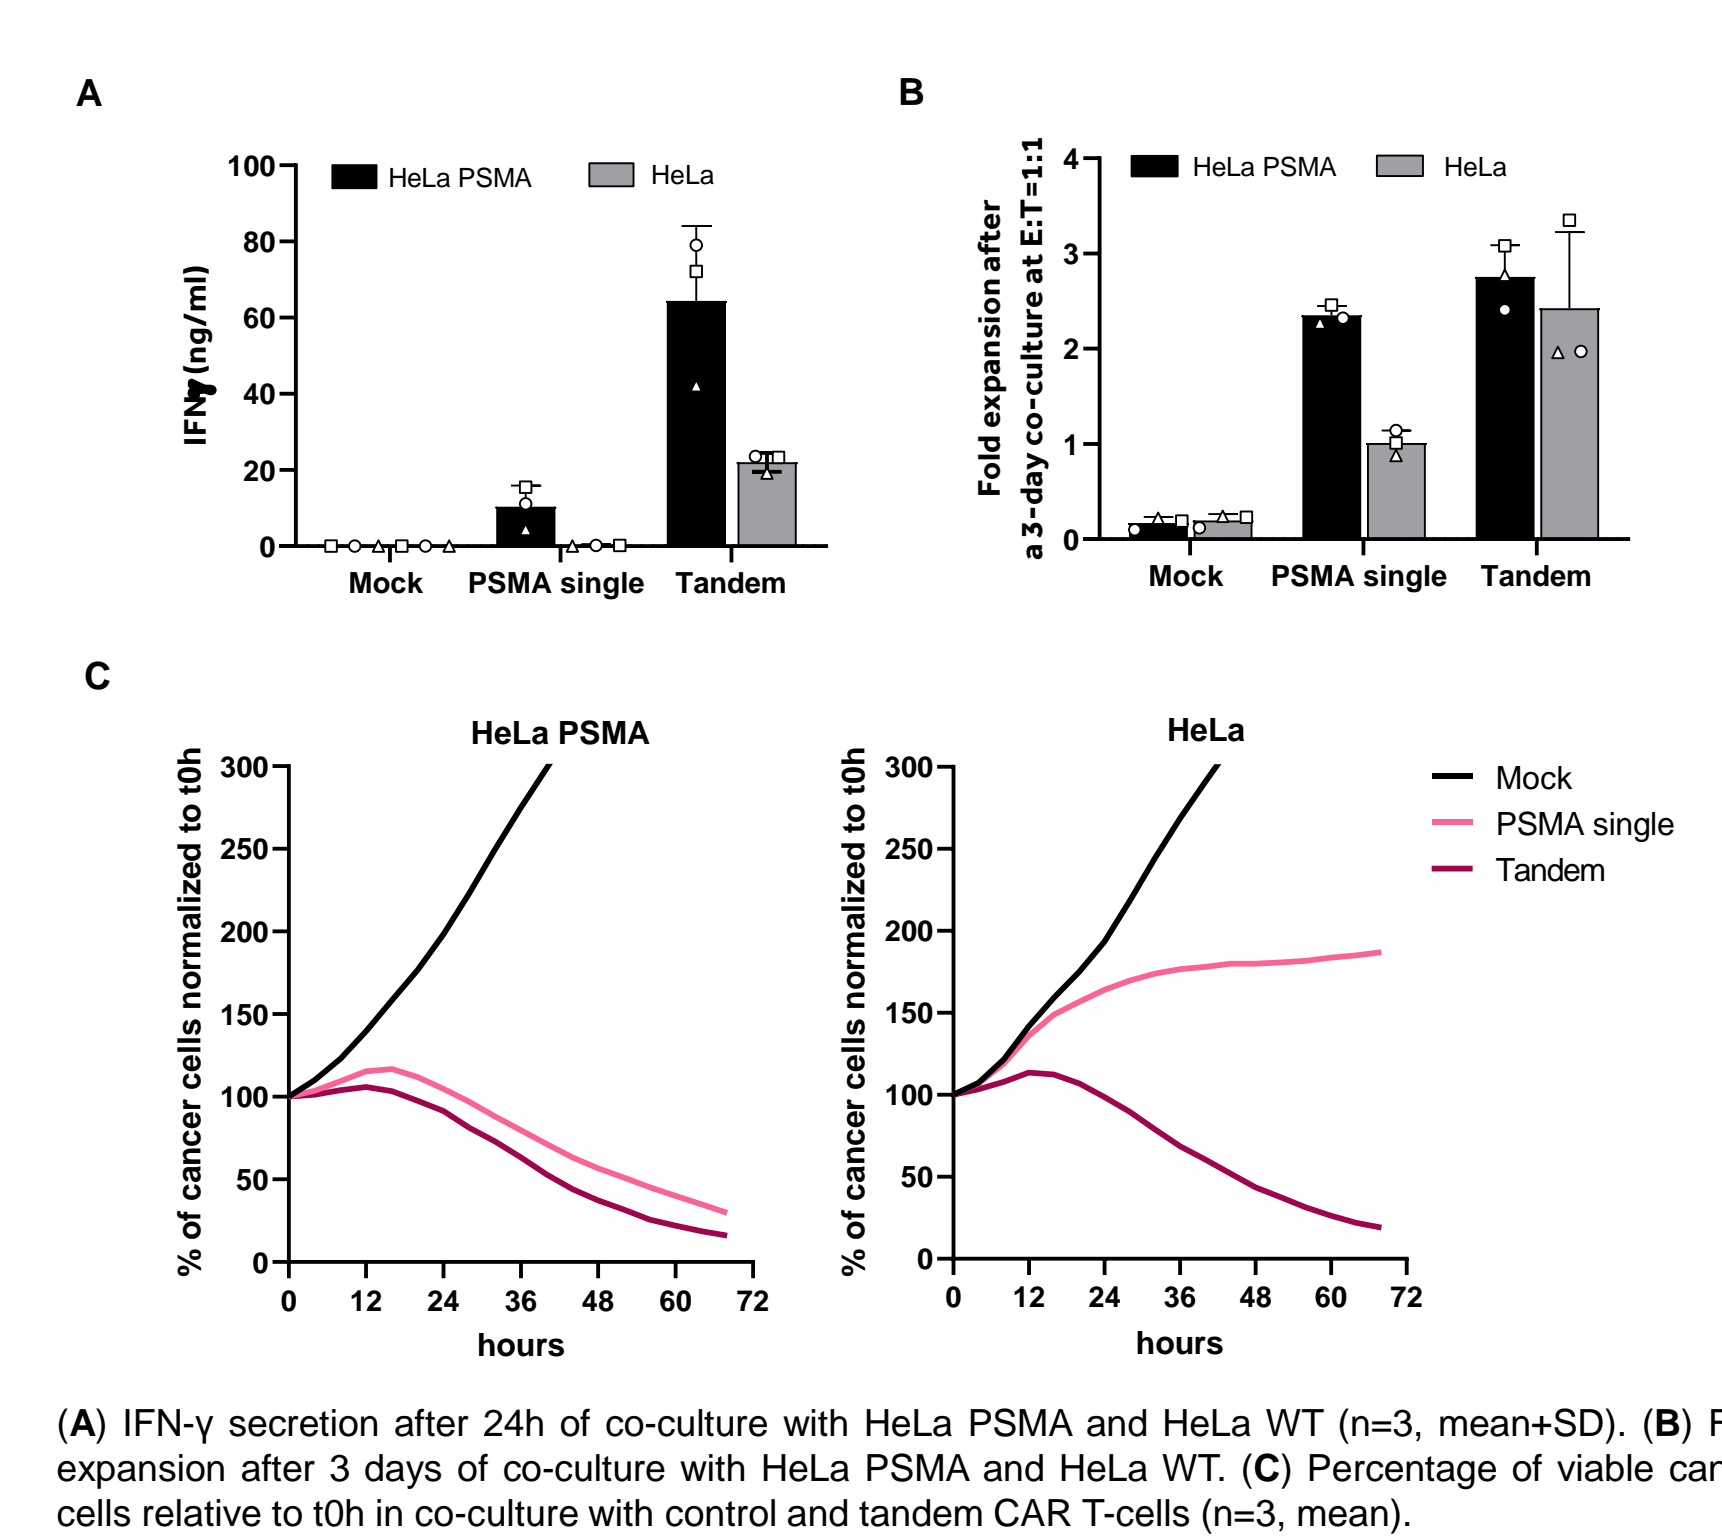 A
B
100
80
60
40
20
0
IFNγ (ng/ml)
HeLa PSMA
HeLa
Mock
PSMA single
Tandem
4
3
2
1
0
Fold expansion after
a 3-day co-culture at E:T=1:1
HeLa PSMA
HeLa
Mock
PSMA single
Tandem
C
HeLa PSMA
% of cancer cells normalized to t0h
300
250
200
150
100
50
0
0 12 24 36 48 60 72
hours
HeLa
% of cancer cells normalized to t0h
300
250
200
150
100
50
0
0 12 24 36 48 60 72
hours
Mock
PSMA single
Tandem
(A) IFN-γ secretion after 24h of co-culture with HeLa PSMA and HeLa WT (n=3, mean+SD). (B)
expansion after 3 days of co-culture with HeLa PSMA and HeLa WT. (C) Percentage of viable
cells relative to t0h in co-culture with control and tandem CAR T-cells (n=3, mean).